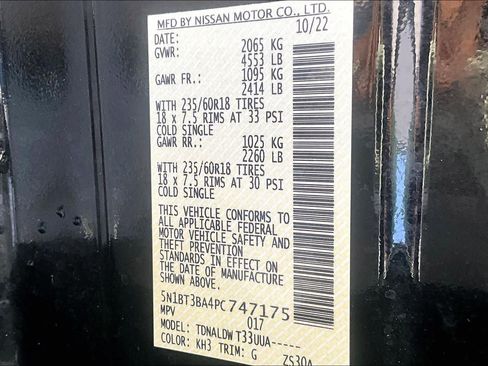 MFD BY NISSAN MOTOR CO., LTD.
DATE: 10/22
GVWR: 2065 KG
4553 LB
GAWR FR.: 1095 KG
2414 LB
WITH 235/60R18 TIRES
18 x 7.5 RIMS AT 33 PSI
COLD SINGLE
GAWR RR.: 1025 KG
2260 LB
WITH 235/60R18 TIRES
18 x 7.5 RIMS AT 30 PSI
COLD SINGLE
THIS VEHICLE CONFORMS TO
ALL APPLICABLE FEDERAL
MOTOR VEHICLE SAFETY AND
THEFT PREVENTION
STANDARDS IN EFFECT ON
THE DATE OF MANUFACTURE
SHOWN ABOVE.
5N1BT3BA4PC747175
MPV 017
MODEL: TDNALDW T33UUA-----
COLOR: KH3 TRIM: G ZS30A